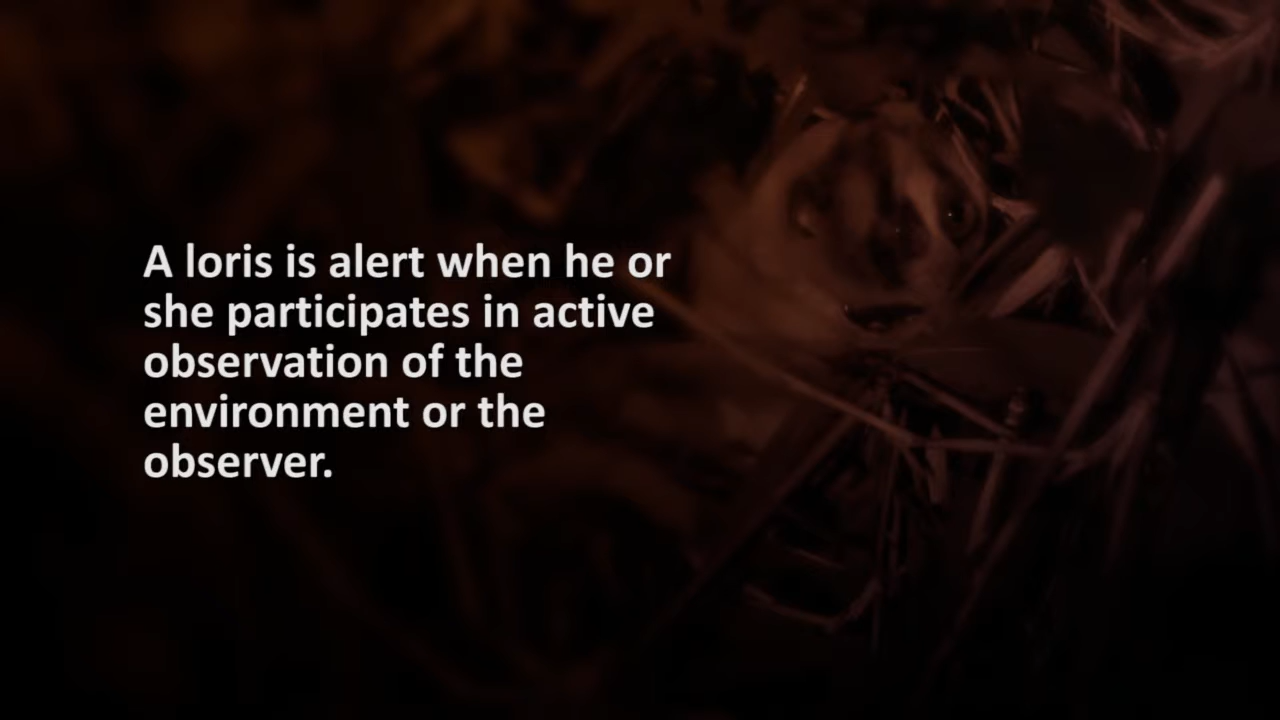 A loris is alert when he or
she participates in active
observation of the
environment or the
observer.